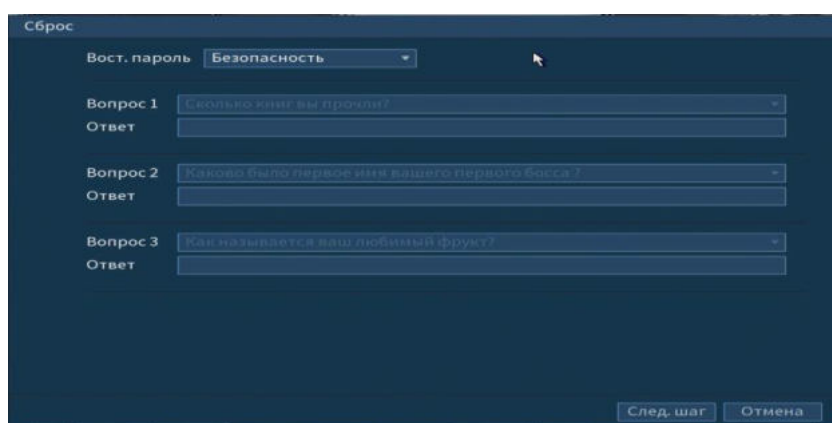 Сброс
Вост. пароль Безопасность
Вопрос 1 Сколько книг вы прочли?
Ответ
Вопрос 2 Каково было первое имя вашего первого босса ?
Ответ
Вопрос 3 Как называется ваш любимый фрукт?
Ответ
След. шаг Отмена